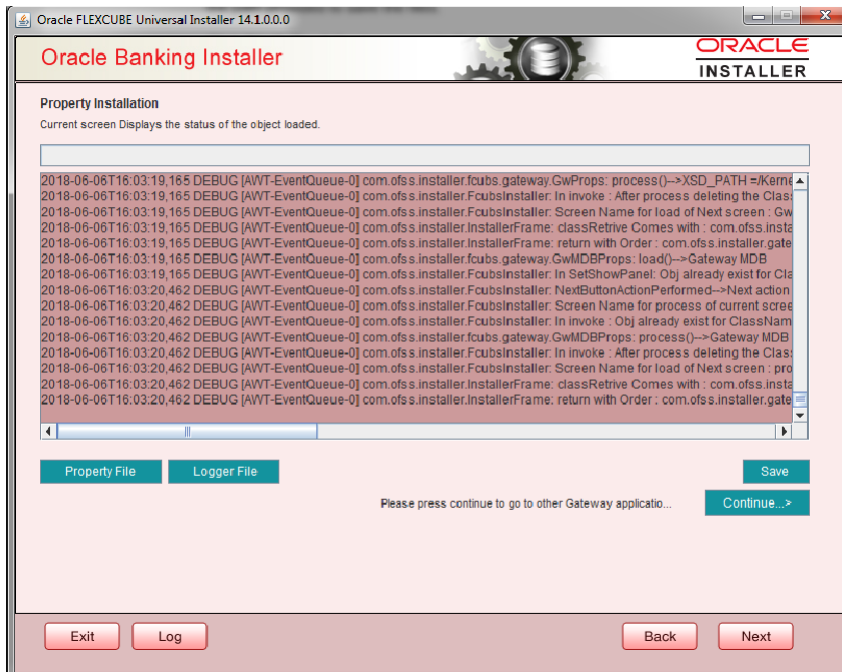 Oracle FLEXCUBE Universal Installer 14.1.0.0.0
Oracle Banking Installer
ORACLE
INSTALLER
Property Installation
Current screen Displays the status of the object loaded.
2018-06-06T16:03:19,165 DEBUG [AWT-EventQueue-0] com.ofss.installer.fcubs.gateway.GwProps: process()-->XSD_PATH =/Kerne
2018-06-06T16:03:19,165 DEBUG [AWT-EventQueue-0] com.ofss.installer.FcubsInstaller: In invoke : After process deleting the Clas
2018-06-06T16:03:19,165 DEBUG [AWT-EventQueue-0] com.ofss.installer.FcubsInstaller: Screen Name for load of Next screen : Gw
2018-06-06T16:03:19,165 DEBUG [AWT-EventQueue-0] com.ofss.installer.InstallerFrame: classRetrive Comes with : com.ofss.insta
2018-06-06T16:03:19,165 DEBUG [AWT-EventQueue-0] com.ofss.installer.InstallerFrame: return with Order : com.ofss.installer.gate
2018-06-06T16:03:19,165 DEBUG [AWT-EventQueue-0] com.ofss.installer.fcubs.gateway.GwMDBProps: load()-->Gateway MDB
2018-06-06T16:03:19,165 DEBUG [AWT-EventQueue-0] com.ofss.installer.FcubsInstaller: In SetShowPanel: Obj already exist for Cla
2018-06-06T16:03:20,462 DEBUG [AWT-EventQueue-0] com.ofss.installer.FcubsInstaller: NextButtonActionPerformed-->Next action
2018-06-06T16:03:20,462 DEBUG [AWT-EventQueue-0] com.ofss.installer.FcubsInstaller: Screen Name for process of current scree
2018-06-06T16:03:20,462 DEBUG [AWT-EventQueue-0] com.ofss.installer.FcubsInstaller: In invoke : Obj already exist for ClassNam
2018-06-06T16:03:20,462 DEBUG [AWT-EventQueue-0] com.ofss.installer.fcubs.gateway.GwMDBProps: process()-->Gateway MDB
2018-06-06T16:03:20,462 DEBUG [AWT-EventQueue-0] com.ofss.installer.FcubsInstaller: In invoke : After process deleting the Clas
2018-06-06T16:03:20,462 DEBUG [AWT-EventQueue-0] com.ofss.installer.FcubsInstaller: Screen Name for load of Next screen : pro
2018-06-06T16:03:20,462 DEBUG [AWT-EventQueue-0] com.ofss.installer.InstallerFrame: classRetrive Comes with : com.ofss.insta
2018-06-06T16:03:20,462 DEBUG [AWT-EventQueue-0] com.ofss.installer.InstallerFrame: return with Order : com.ofss.installer.gate
Property File Logger File Save
Please press continue to go to other Gateway applicatio... Continue...>
Exit Log Back Next